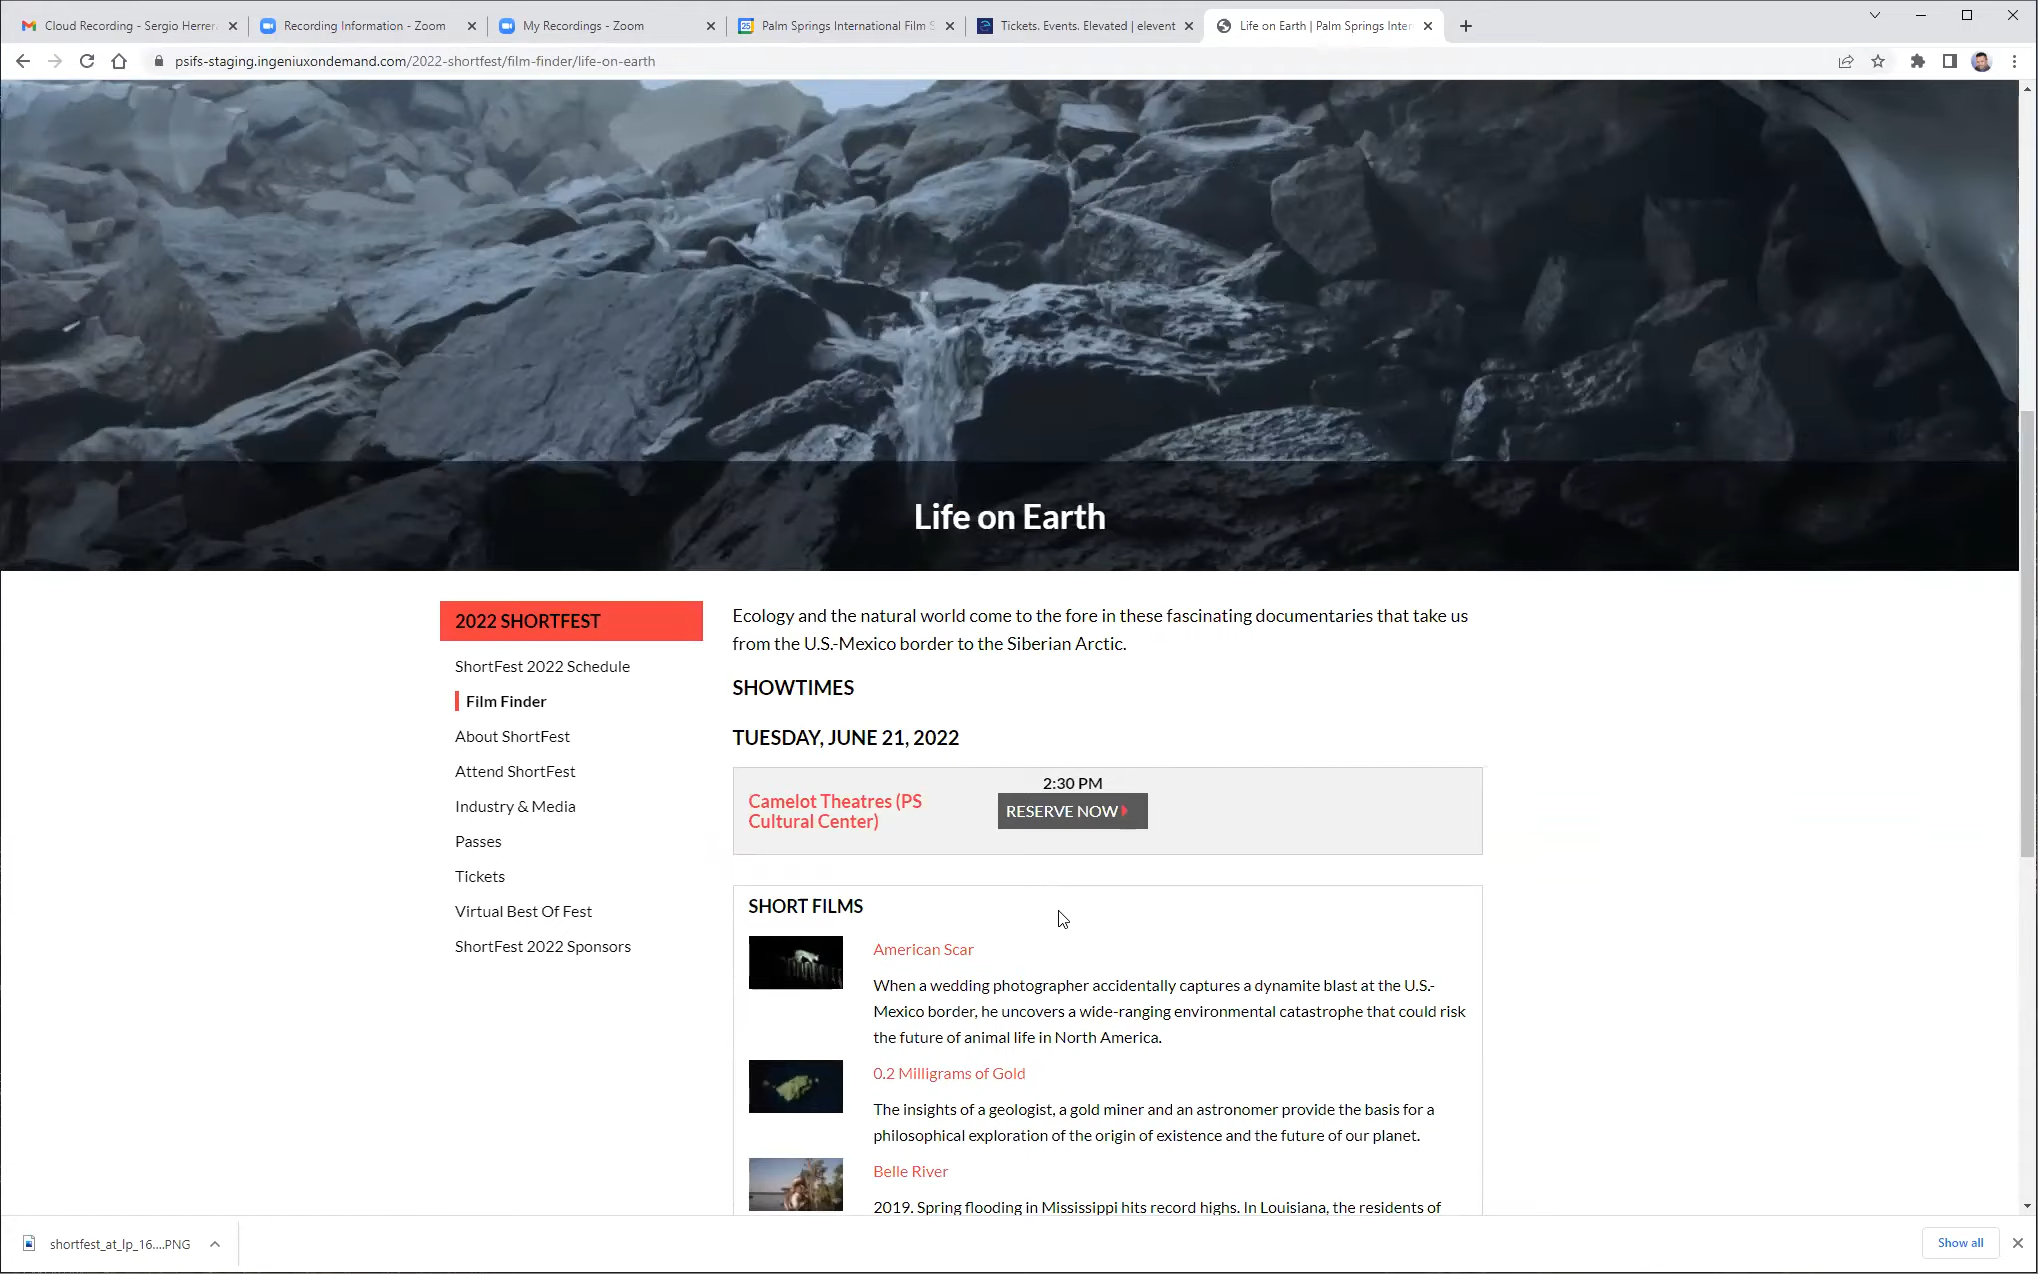 Cloud Recording - Sergio Herrer
Recording Information - Zoom
My Recordings - Zoom
25
Palm Springs International Film S
Tickets. Events. Elevated | elevent
Life on Earth | Palm Springs Inter
psifs-staging.ingeniuxondemand.com/2022-shortfest/film-finder/life-on-earth
Life on Earth
2022 SHORTFEST
ShortFest 2022 Schedule
Film Finder
About ShortFest
Attend ShortFest
Industry & Media
Passes
Tickets
Virtual Best Of Fest
ShortFest 2022 Sponsors
Ecology and the natural world come to the fore in these fascinating documentaries that take us
from the U.S.-Mexico border to the Siberian Arctic.
SHOWTIMES
TUESDAY, JUNE 21, 2022
Camelot Theatres (PS
Cultural Center)
2:30 PM
RESERVE NOW
SHORT FILMS
American Scar
When a wedding photographer accidentally captures a dynamite blast at the U.S.-
Mexico border, he uncovers a wide-ranging environmental catastrophe that could risk
the future of animal life in North America.
0.2 Milligrams of Gold
The insights of a geologist, a gold miner and an astronomer provide the basis for a
philosophical exploration of the origin of existence and the future of our planet.
Belle River
2019. Spring flooding in Mississippi hits record highs. In Louisiana, the residents of
shortfest_at_lp_16....PNG
Show all